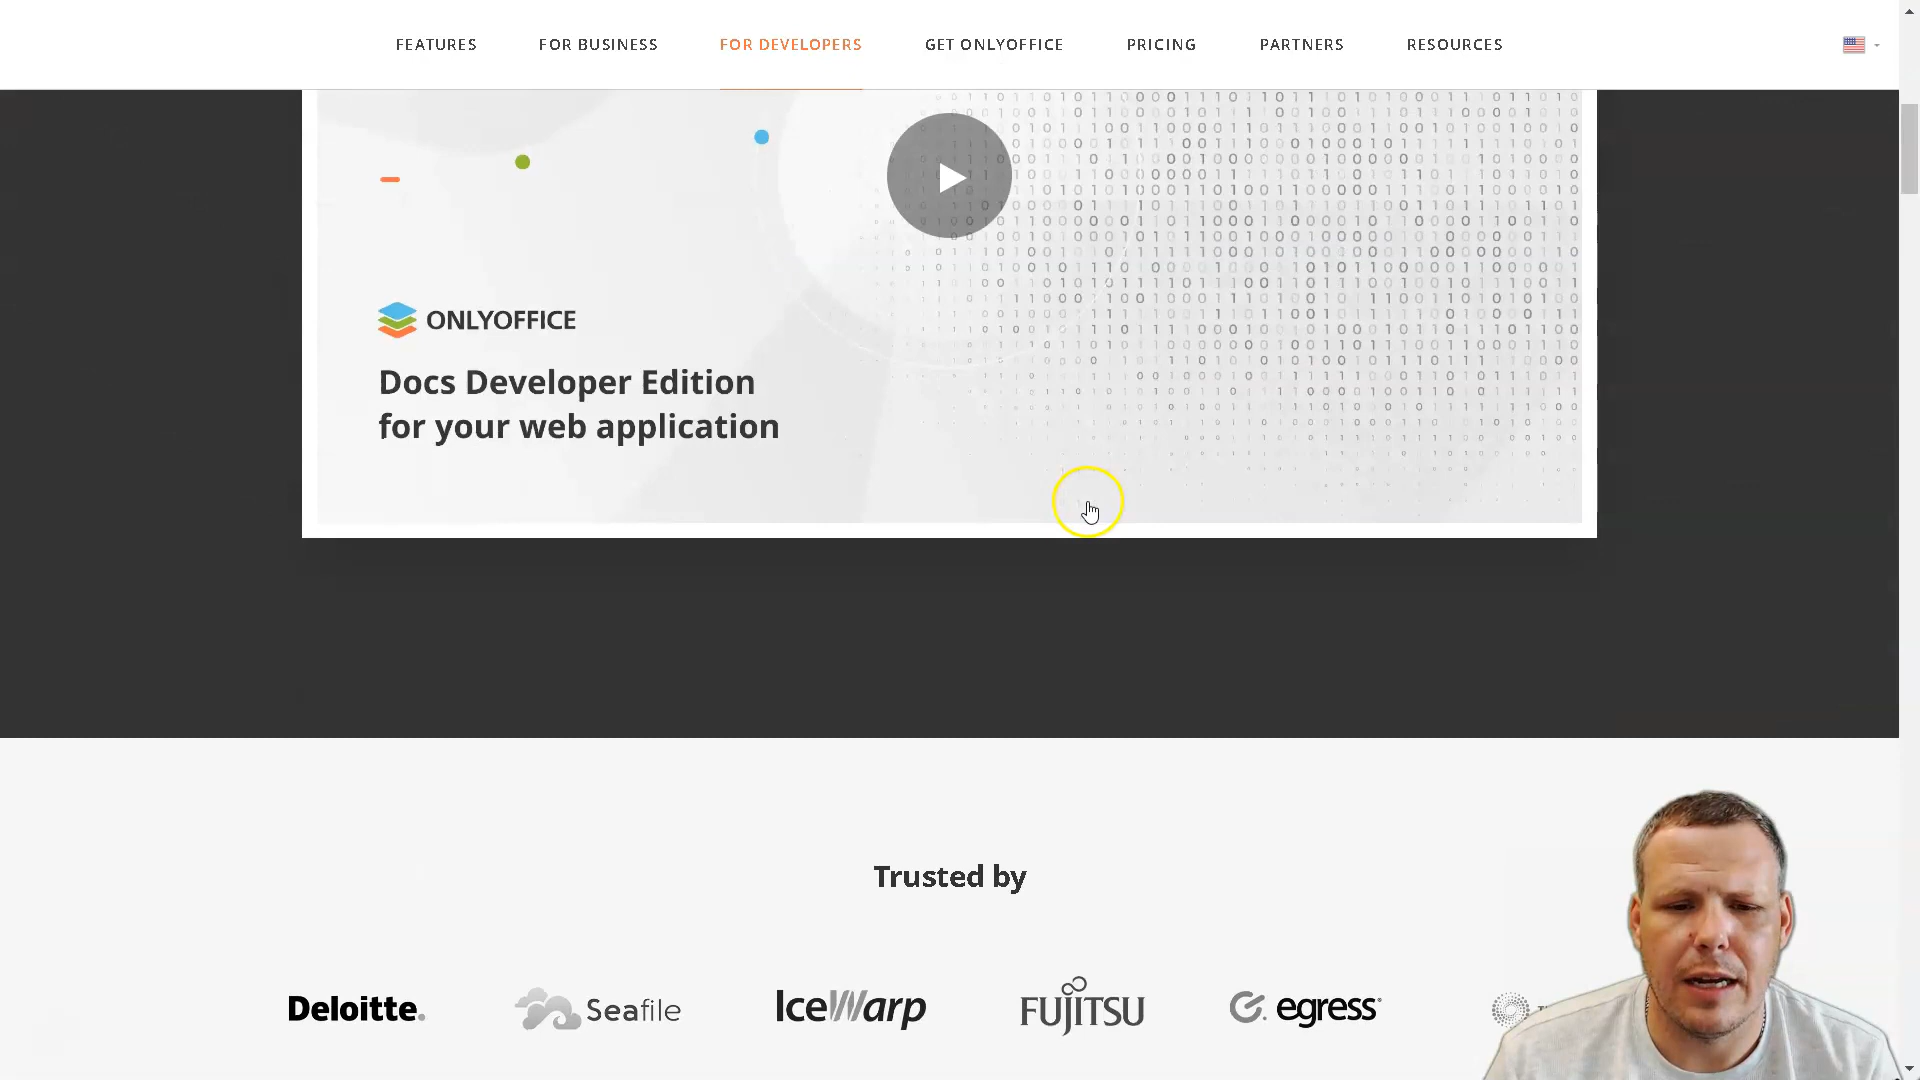 FEATURES FOR BUSINESS FOR DEVELOPERS GET ONLYOFFICE PRICING PARTNERS RESOURCES
ONLYOFFICE
Docs Developer Edition
for your web application
Trusted by
Deloitte. Seafile IceWarp FUJITSU egress